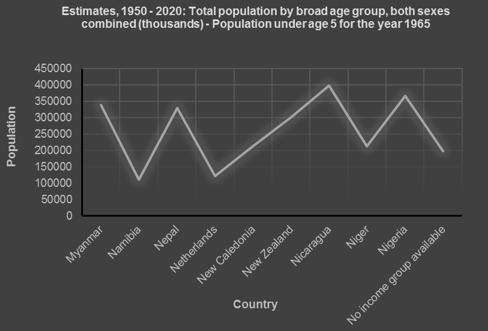 Estimates, 1950 - 2020: Total population by broad age group, both sexes
combined (thousands) - Population under age 5 for the year 1965
450000
400000
350000
300000
250000
200000
150000
100000
50000
0
Population
Myanmar
Namibia
Nepal
Netherlands
New Caledonia
New Zealand
Nicaragua
Niger
Nigeria
No income group available
Country